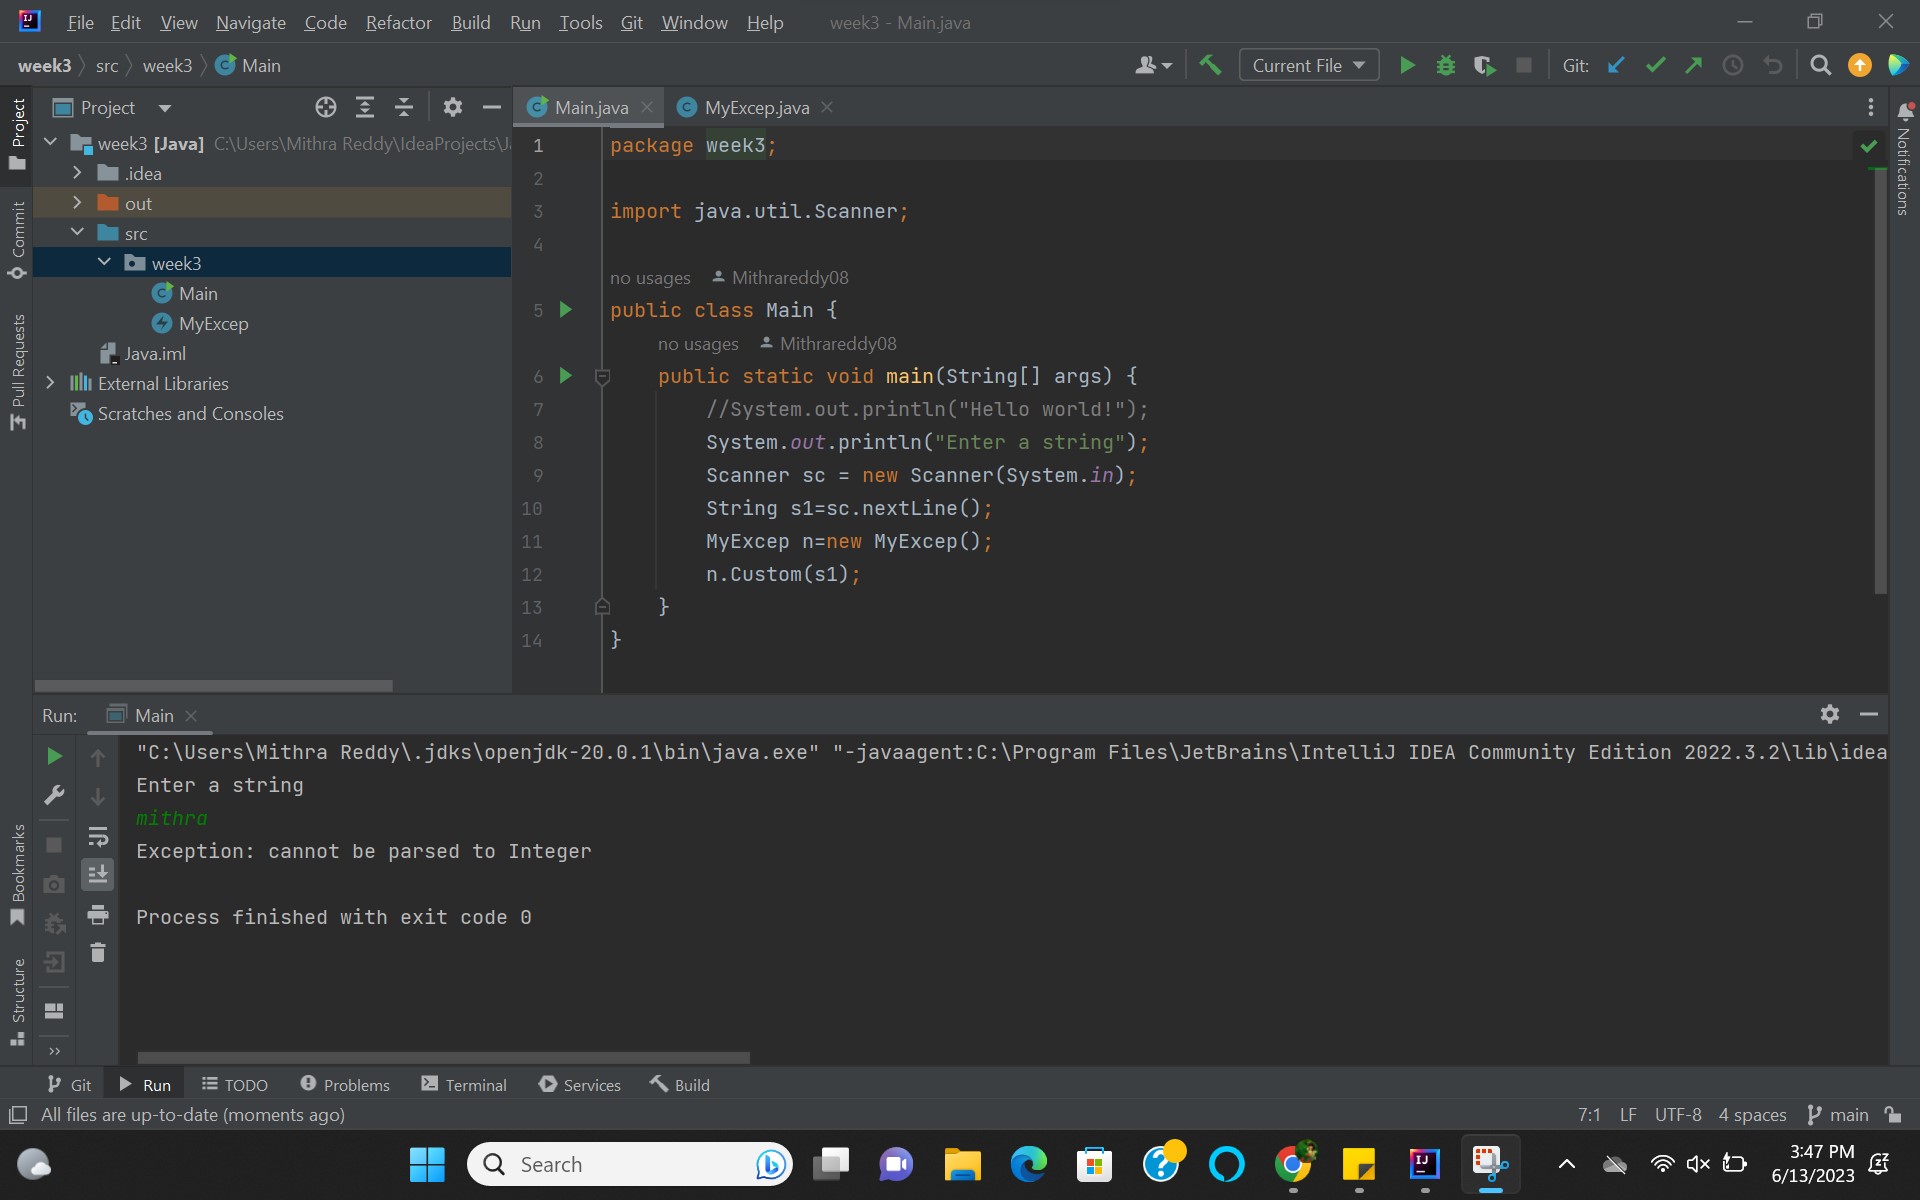 File Edit View Navigate Code Refactor Build Run Tools Git Window Help week3 - Main.java
week3 src week3 Main Current File Git:
Project
Main.java MyExcep.java
week3 [Java] C:\Users\Mithra Reddy\IdeaProjects\J
.idea
out
src
week3
Main
MyExcep
Java.iml
External Libraries
Scratches and Consoles
1 package week3;
2
3 import java.util.Scanner;
4
no usages Mithrareddy08
5 public class Main {
no usages Mithrareddy08
6 public static void main(String[] args) {
7 //System.out.println("Hello world!");
8 System.out.println("Enter a string");
9 Scanner sc = new Scanner(System.in);
10 String s1=sc.nextLine();
11 MyExcep n=new MyExcep();
12 n.Custom(s1);
13 }
14 }
Project
Commit
Pull Requests
Bookmarks
Structure
Notifications
Run: Main
"C:\Users\Mithra Reddy\.jdks\openjdk-20.0.1\bin\java.exe" "-javaagent:C:\Program Files\JetBrains\IntelliJ IDEA Community Edition 2022.3.2\lib\idea
Enter a string
mithra
Exception: cannot be parsed to Integer
Process finished with exit code 0
Git Run TODO Problems Terminal Services Build
All files are up-to-date (moments ago) 7:1 LF UTF-8 4 spaces main
Search
3:47 PM
6/13/2023